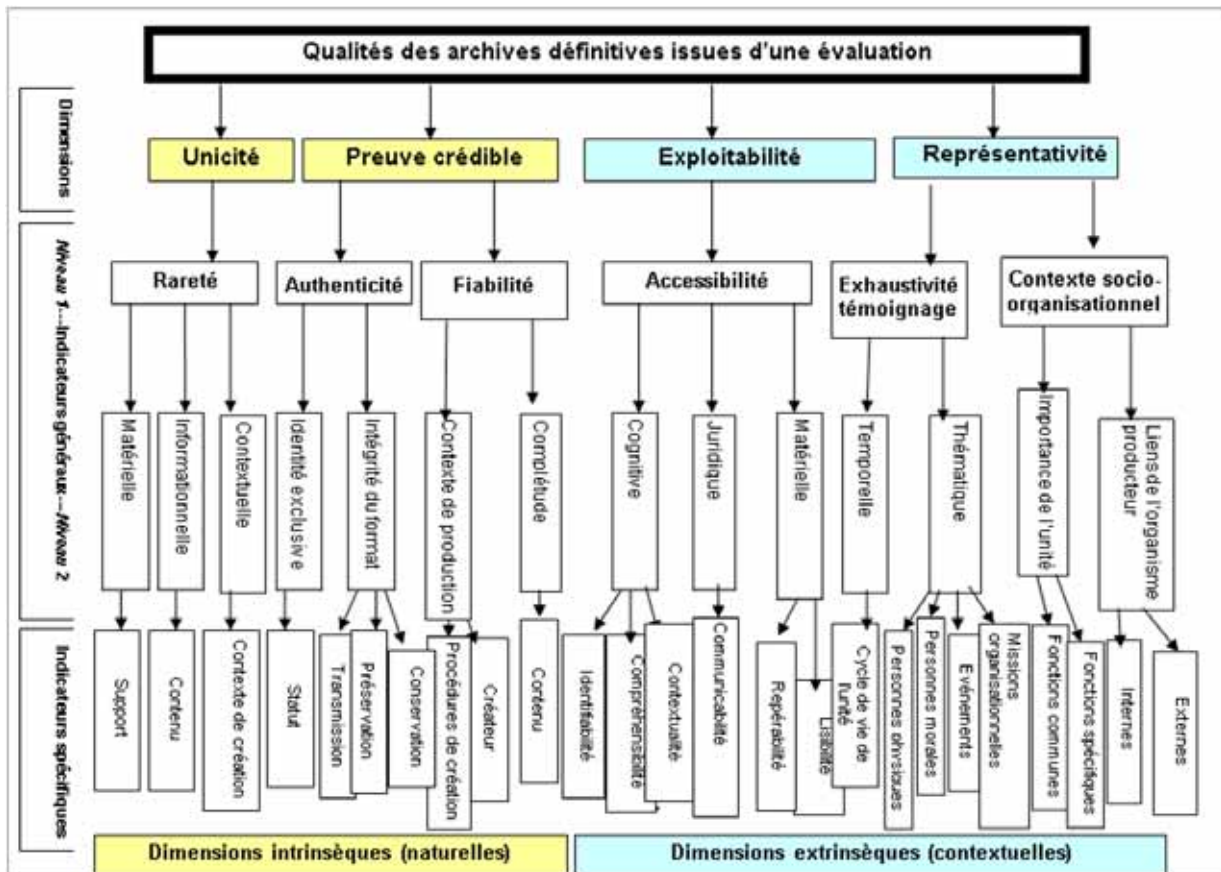 Qualités des archives définitives issues d'une évaluation
Dimensions
Unicité
Preuve crédible
Exploitabilité
Représentativité
Niveau 1---Indicateurs généraux---Niveau 2
Rareté
Authenticité
Fiabilité
Accessibilité
Exhaustivité
témoignage
Contexte socio-
organisationnel
Matérielle
Informationnelle
Contextuelle
Identité exclusive
Intégrité du format
Contexte de production
Complétude
Cognitive
Juridique
Matérielle
Temporelle
Thématique
Importance de l'unité
Liens de l'organisme
producteur
Indicateurs spécifiques
Support
Contenu
Contexte de création
Statut
Transmission
Préservation
Conservation
Procédures de création
Créateur
Contenu
Identifiabilité
Compréhensibilité
Contextualité
Communicabilité
Repérabilité
Lisibilité
Cycle de vie de
l'unité
Personnes physiques
Personnes morales
Evénements
Missions
organisationnelles
Fonctions communes
Fonctions spécifiques
Internes
Externes
Dimensions intrinsèques (naturelles)
Dimensions extrinsèques (contextuelles)